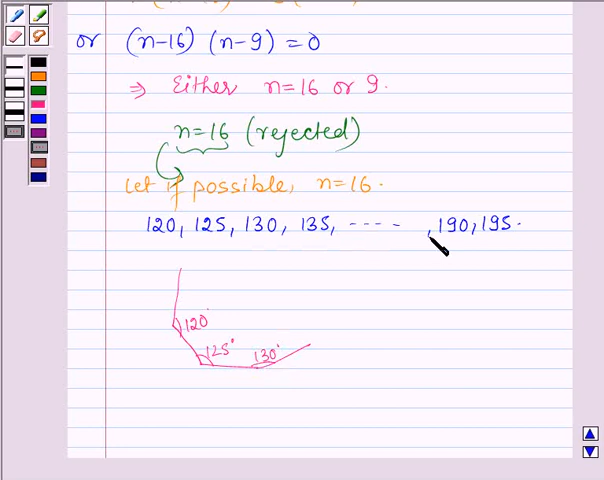 or (n-16) (n-9) = 0
⇒ Either n=16 or 9.
n=16 (rejected)
Let if possible, n=16.
120, 125, 130, 135, ---- , 190, 195.
120°
125°
130°